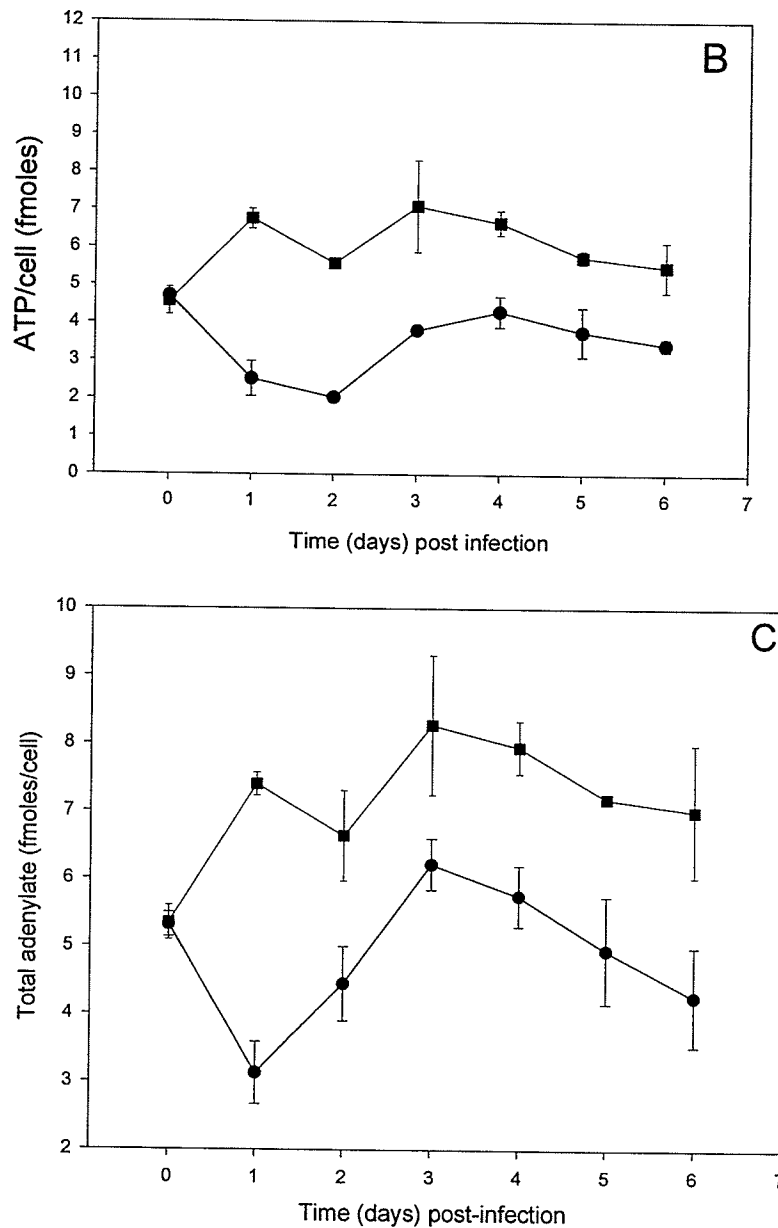 B
ATP/cell (fmoles)
12
11
10
9
8
7
6
5
4
3
2
1
0
0 1 2 3 4 5 6 7
Time (days) post infection
C
Total adenylate (fmoles/cell)
10
9
8
7
6
5
4
3
2
0 1 2 3 4 5 6 7
Time (days) post-infection